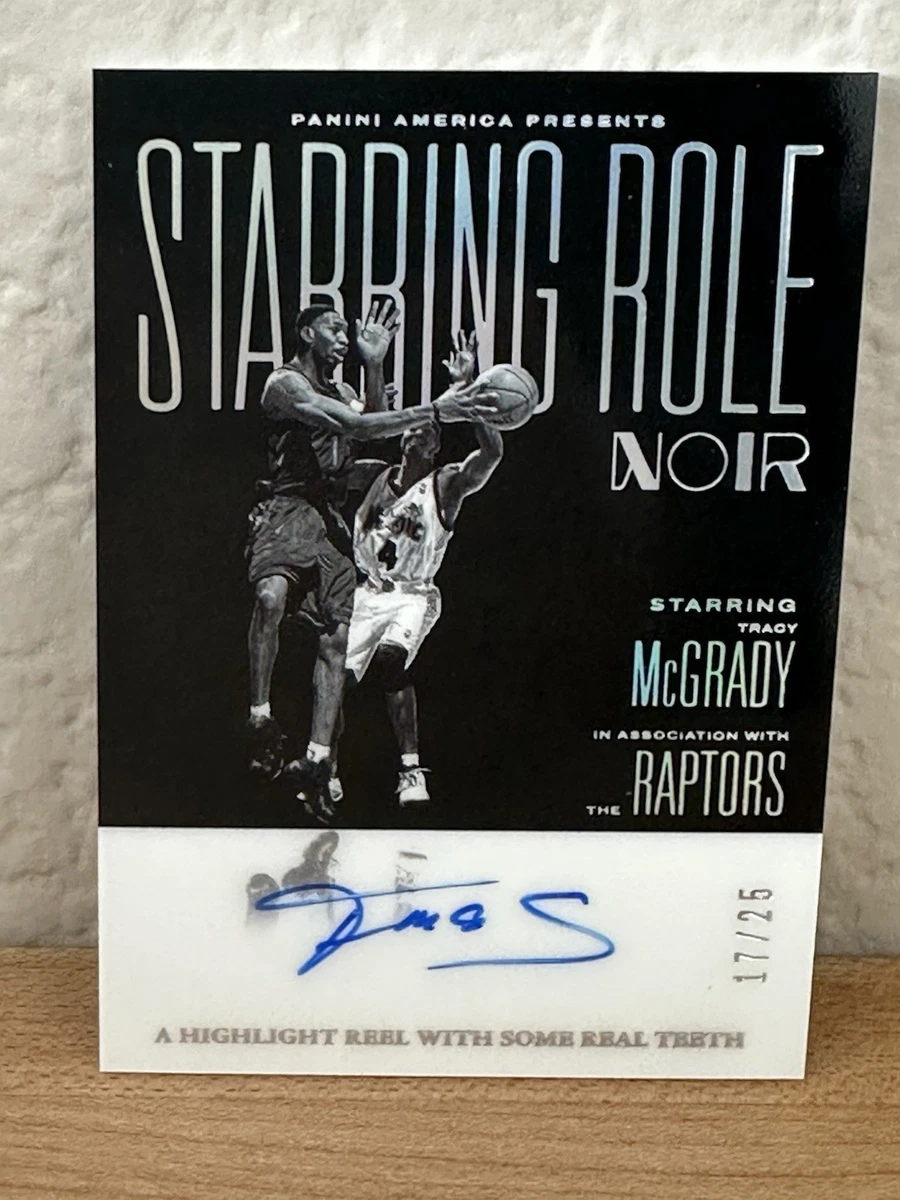 PANINI AMERICA PRESENTS
STARRING ROLE
NOIR
STARRING
TRACY
McGRADY
IN ASSOCIATION WITH
THE RAPTORS
17/25
A HIGHLIGHT REEL WITH SOME REAL TEETH